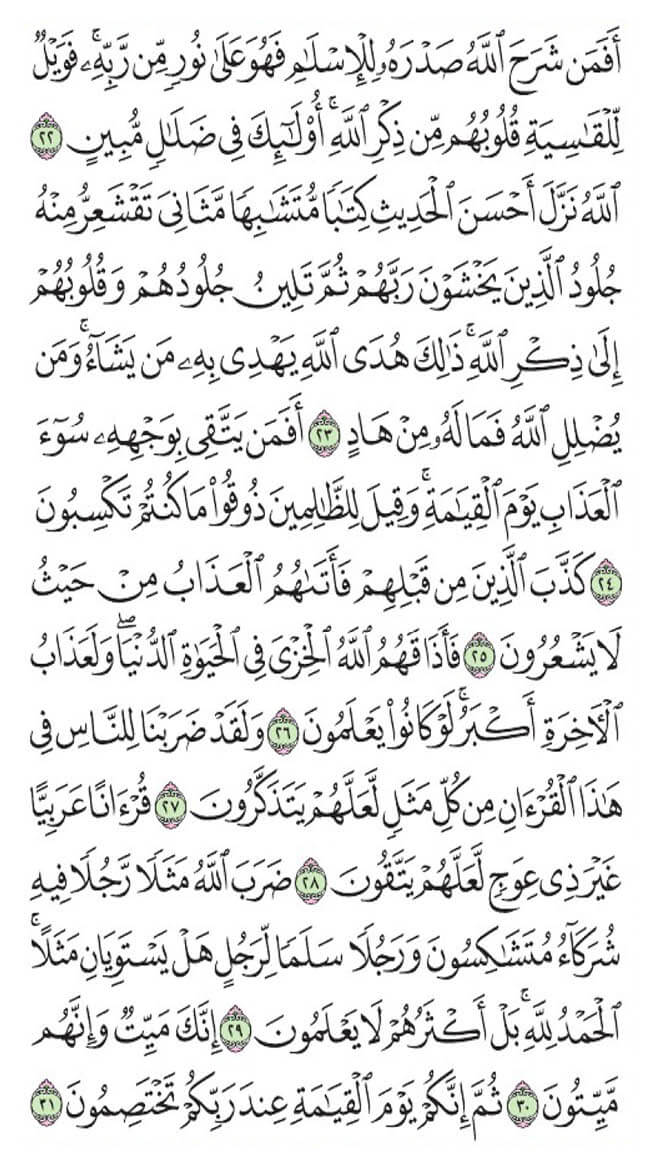 أَفَمَن شَرَحَ ٱللَّهُ صَدْرَهُۥ لِلْإِسْلَٰمِ فَهُوَ عَلَىٰ نُورٍ مِّن رَّبِّهِۦ ۚ فَوَيْلٌ
لِّلْقَٰسِيَةِ قُلُوبُهُم مِّن ذِكْرِ ٱللَّهِ ۚ أُو۟لَٰٓئِكَ فِى ضَلَٰلٍ مُّبِينٍ ٢٢
ٱللَّهُ نَزَّلَ أَحْسَنَ ٱلْحَدِيثِ كِتَٰبًا مُّتَشَٰبِهًا مَّثَانِىَ تَقْشَعِرُّ مِنْهُ
جُلُودُ ٱلَّذِينَ يَخْشَوْنَ رَبَّهُمْ ثُمَّ تَلِينُ جُلُودُهُمْ وَقُلُوبُهُمْ
إِلَىٰ ذِكْرِ ٱللَّهِ ۚ ذَٰلِكَ هُدَى ٱللَّهِ يَهْدِى بِهِۦ مَن يَشَآءُ ۚ وَمَن
يُضْلِلِ ٱللَّهُ فَمَا لَهُۥ مِنْ هَادٍ ٢٣ أَفَمَن يَتَّقِى بِوَجْهِهِۦ سُوٓءَ
ٱلْعَذَابِ يَوْمَ ٱلْقِيَٰمَةِ ۚ وَقِيلَ لِلظَّٰلِمِينَ ذُوقُوا۟ مَا كُنتُمْ تَكْسِبُونَ
٢٤ كَذَّبَ ٱلَّذِينَ مِن قَبْلِهِمْ فَأَتَىٰهُمُ ٱلْعَذَابُ مِنْ حَيْثُ
لَا يَشْعُرُونَ ٢٥ فَأَذَاقَهُمُ ٱللَّهُ ٱلْخِزْىَ فِى ٱلْحَيَوٰةِ ٱلدُّنْيَا ۖ وَلَعَذَابُ
ٱلْءَاخِرَةِ أَكْبَرُ ۚ لَوْ كَانُوا۟ يَعْلَمُونَ ٢٦ وَلَقَدْ ضَرَبْنَا لِلنَّاسِ فِى
هَٰذَا ٱلْقُرْءَانِ مِن كُلِّ مَثَلٍ لَّعَلَّهُمْ يَتَذَكَّرُونَ ٢٧ قُرْءَانًا عَرَبِيًّا
غَيْرَ ذِى عِوَجٍ لَّعَلَّهُمْ يَتَّقُونَ ٢٨ ضَرَبَ ٱللَّهُ مَثَلًا رَّجُلًا فِيهِ
شُرَكَآءُ مُتَشَٰكِسُونَ وَرَجُلًا سَلَمًا لِّرَجُلٍ هَلْ يَسْتَوِيَانِ مَثَلًا ۚ
ٱلْحَمْدُ لِلَّهِ ۚ بَلْ أَكْثَرُهُمْ لَا يَعْلَمُونَ ٢٩ إِنَّكَ مَيِّتٌ وَإِنَّهُم
مَّيِّتُونَ ٣٠ ثُمَّ إِنَّكُمْ يَوْمَ ٱلْقِيَٰمَةِ عِندَ رَبِّكُمْ تَخْتَصِمُونَ ٣١